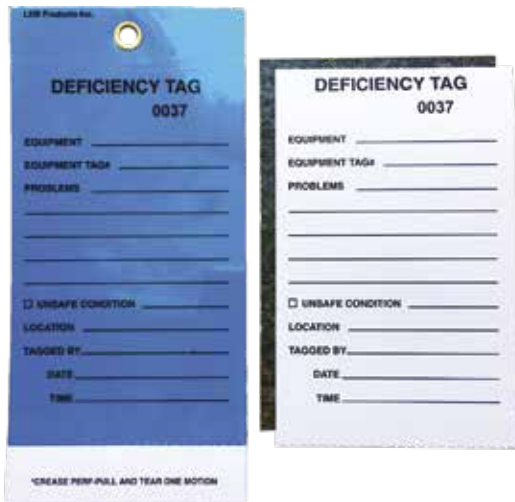 LEM Products Inc.
DEFICIENCY TAG
0037
EQUIPMENT
EQUIPMENT TAG#
PROBLEMS
☐ UNSAFE CONDITION
LOCATION
TAGGED BY
DATE
TIME
*CREASE PERF-PULL AND TEAR ONE MOTION
DEFICIENCY TAG
0037
EQUIPMENT
EQUIPMENT TAG#
PROBLEMS
☐ UNSAFE CONDITION
LOCATION
TAGGED BY
DATE
TIME